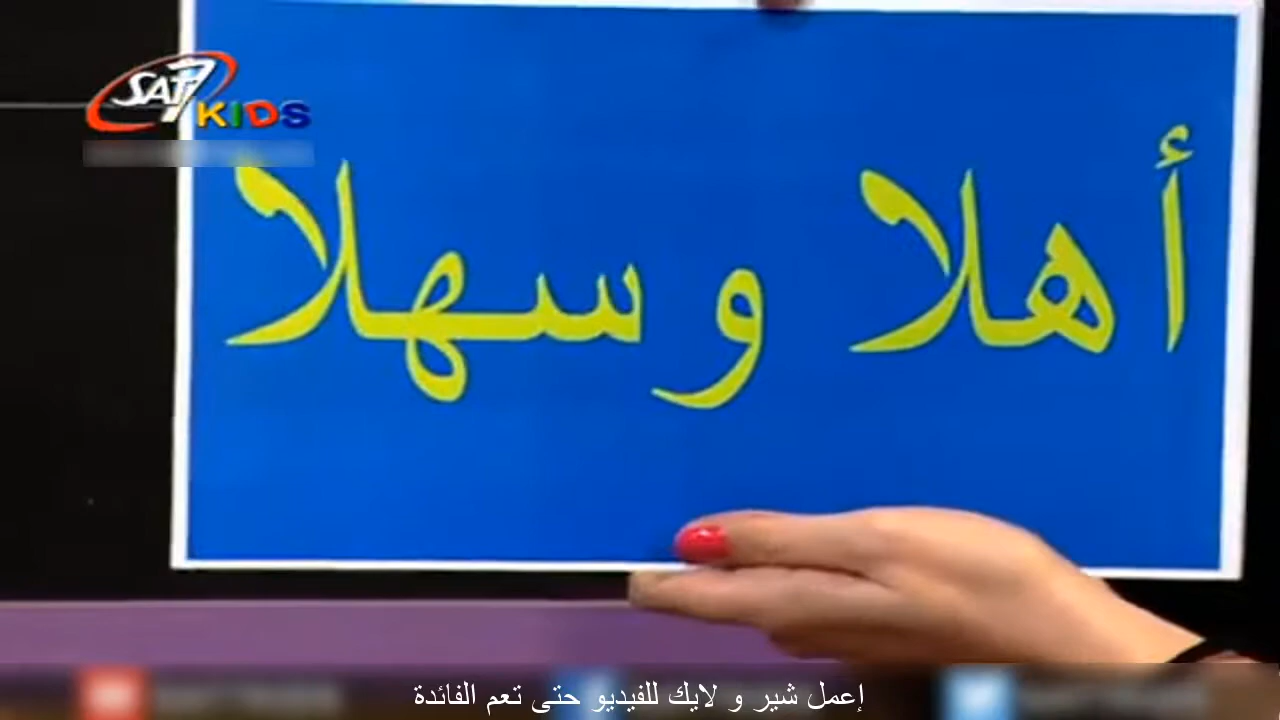 SAT7
KIDS
أهلا وسهلا
إعمل شير و لايك للفيديو حتى تعم الفائدة